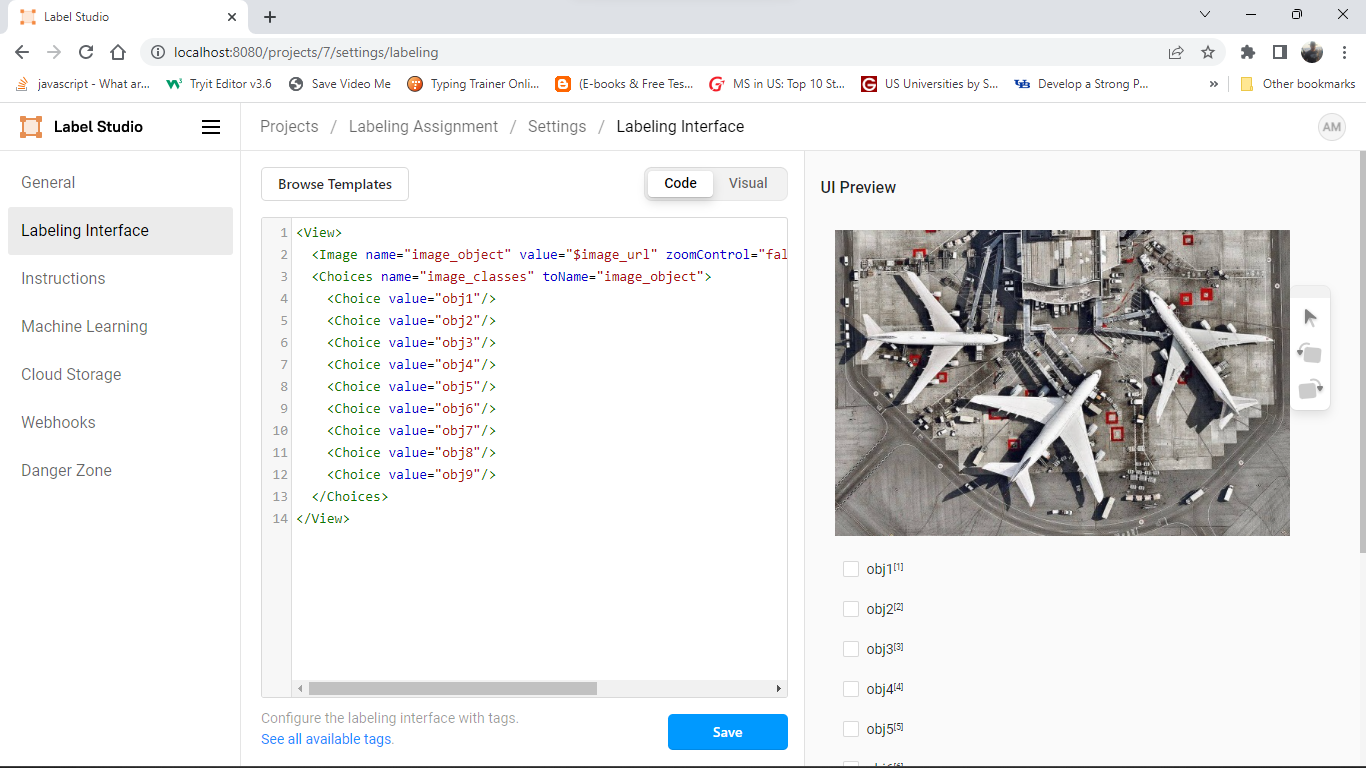 Label Studio
localhost:8080/projects/7/settings/labeling
javascript - What ar... Tryit Editor v3.6 Save Video Me Typing Trainer Onli... (E-books & Free Tes... MS in US: Top 10 St... US Universities by S... Develop a Strong P... » Other bookmarks
Label Studio
Projects / Labeling Assignment / Settings / Labeling Interface
AM
General
Labeling Interface
Instructions
Machine Learning
Cloud Storage
Webhooks
Danger Zone
Browse Templates
Code Visual
1 <View>
2 <Image name="image_object" value="$image_url" zoomControl="fal
3 <Choices name="image_classes" toName="image_object">
4 <Choice value="obj1"/>
5 <Choice value="obj2"/>
6 <Choice value="obj3"/>
7 <Choice value="obj4"/>
8 <Choice value="obj5"/>
9 <Choice value="obj6"/>
10 <Choice value="obj7"/>
11 <Choice value="obj8"/>
12 <Choice value="obj9"/>
13 </Choices>
14 </View>
Configure the labeling interface with tags.
See all available tags.
Save
UI Preview
obj1[1]
obj2[2]
obj3[3]
obj4[4]
obj5[5]